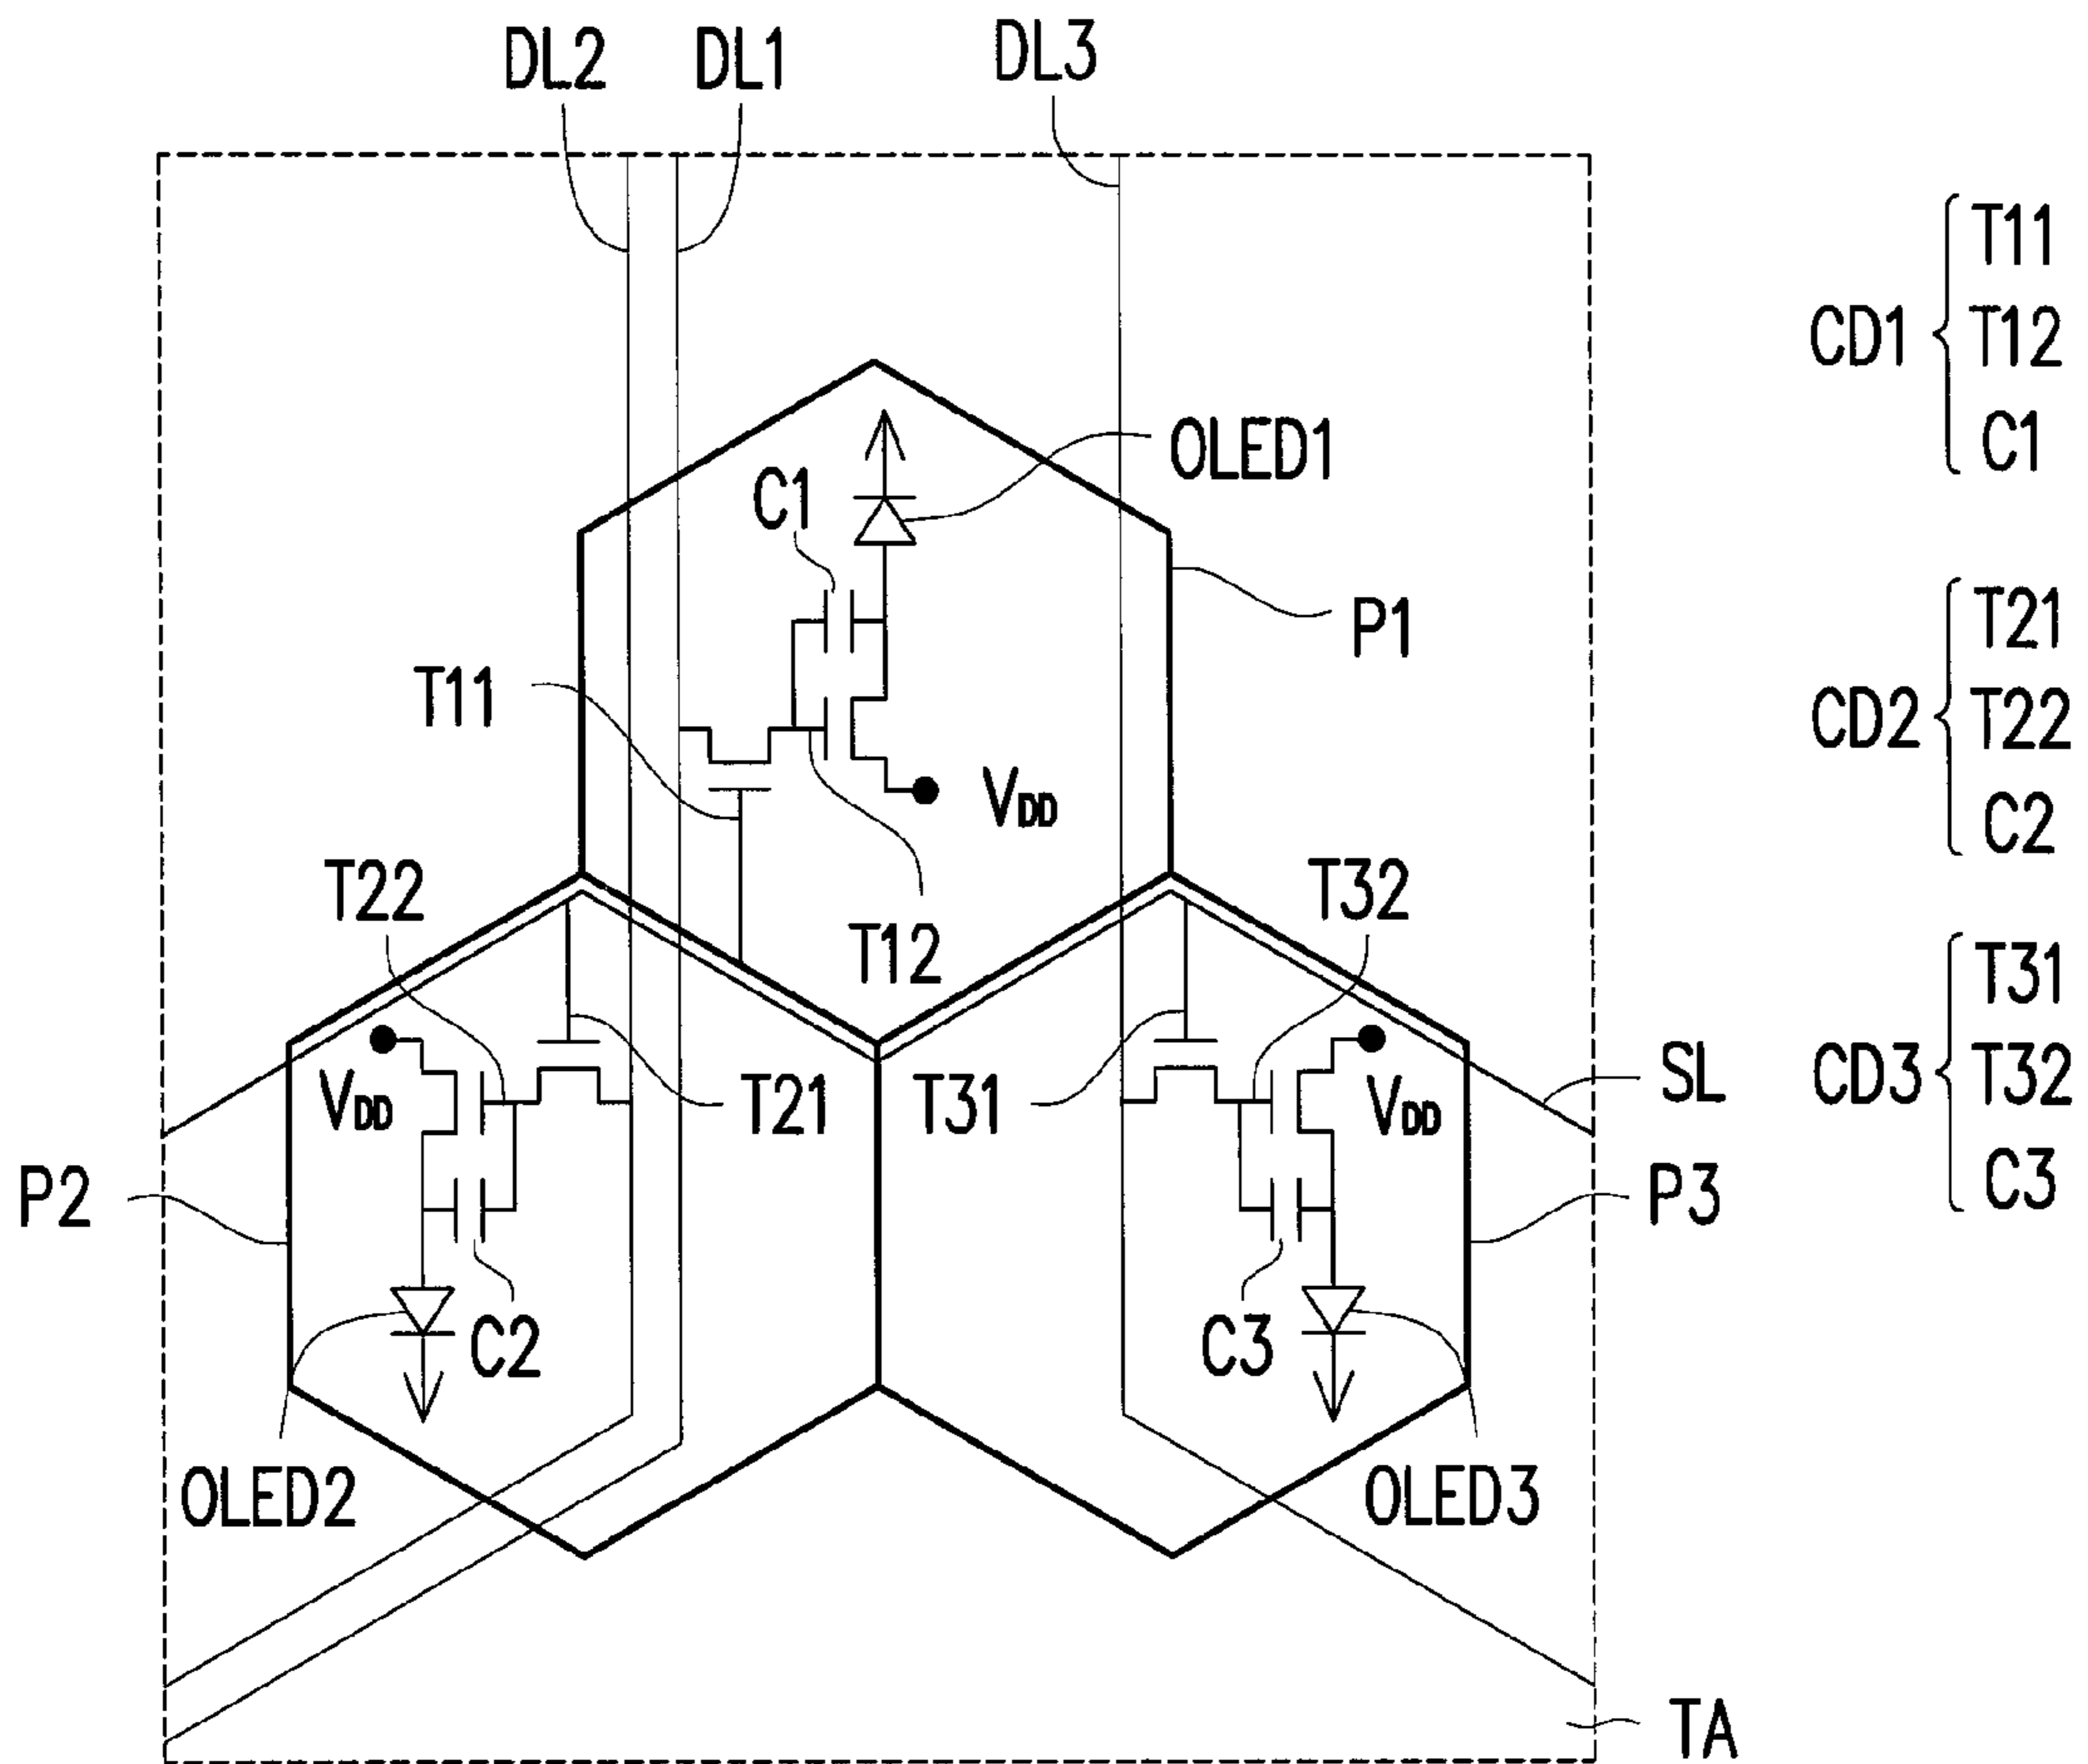 DL2
DL1
DL3
T11
CD1
T12
C1
OLED1
C1
P1
T21
T11
CD2
T22
VDD
C2
T22
T32
T12
T31
SL
CD3
T32
VDD
T21
T31
VDD
P2
P3
C3
C2
C3
OLED2
OLED3
TA